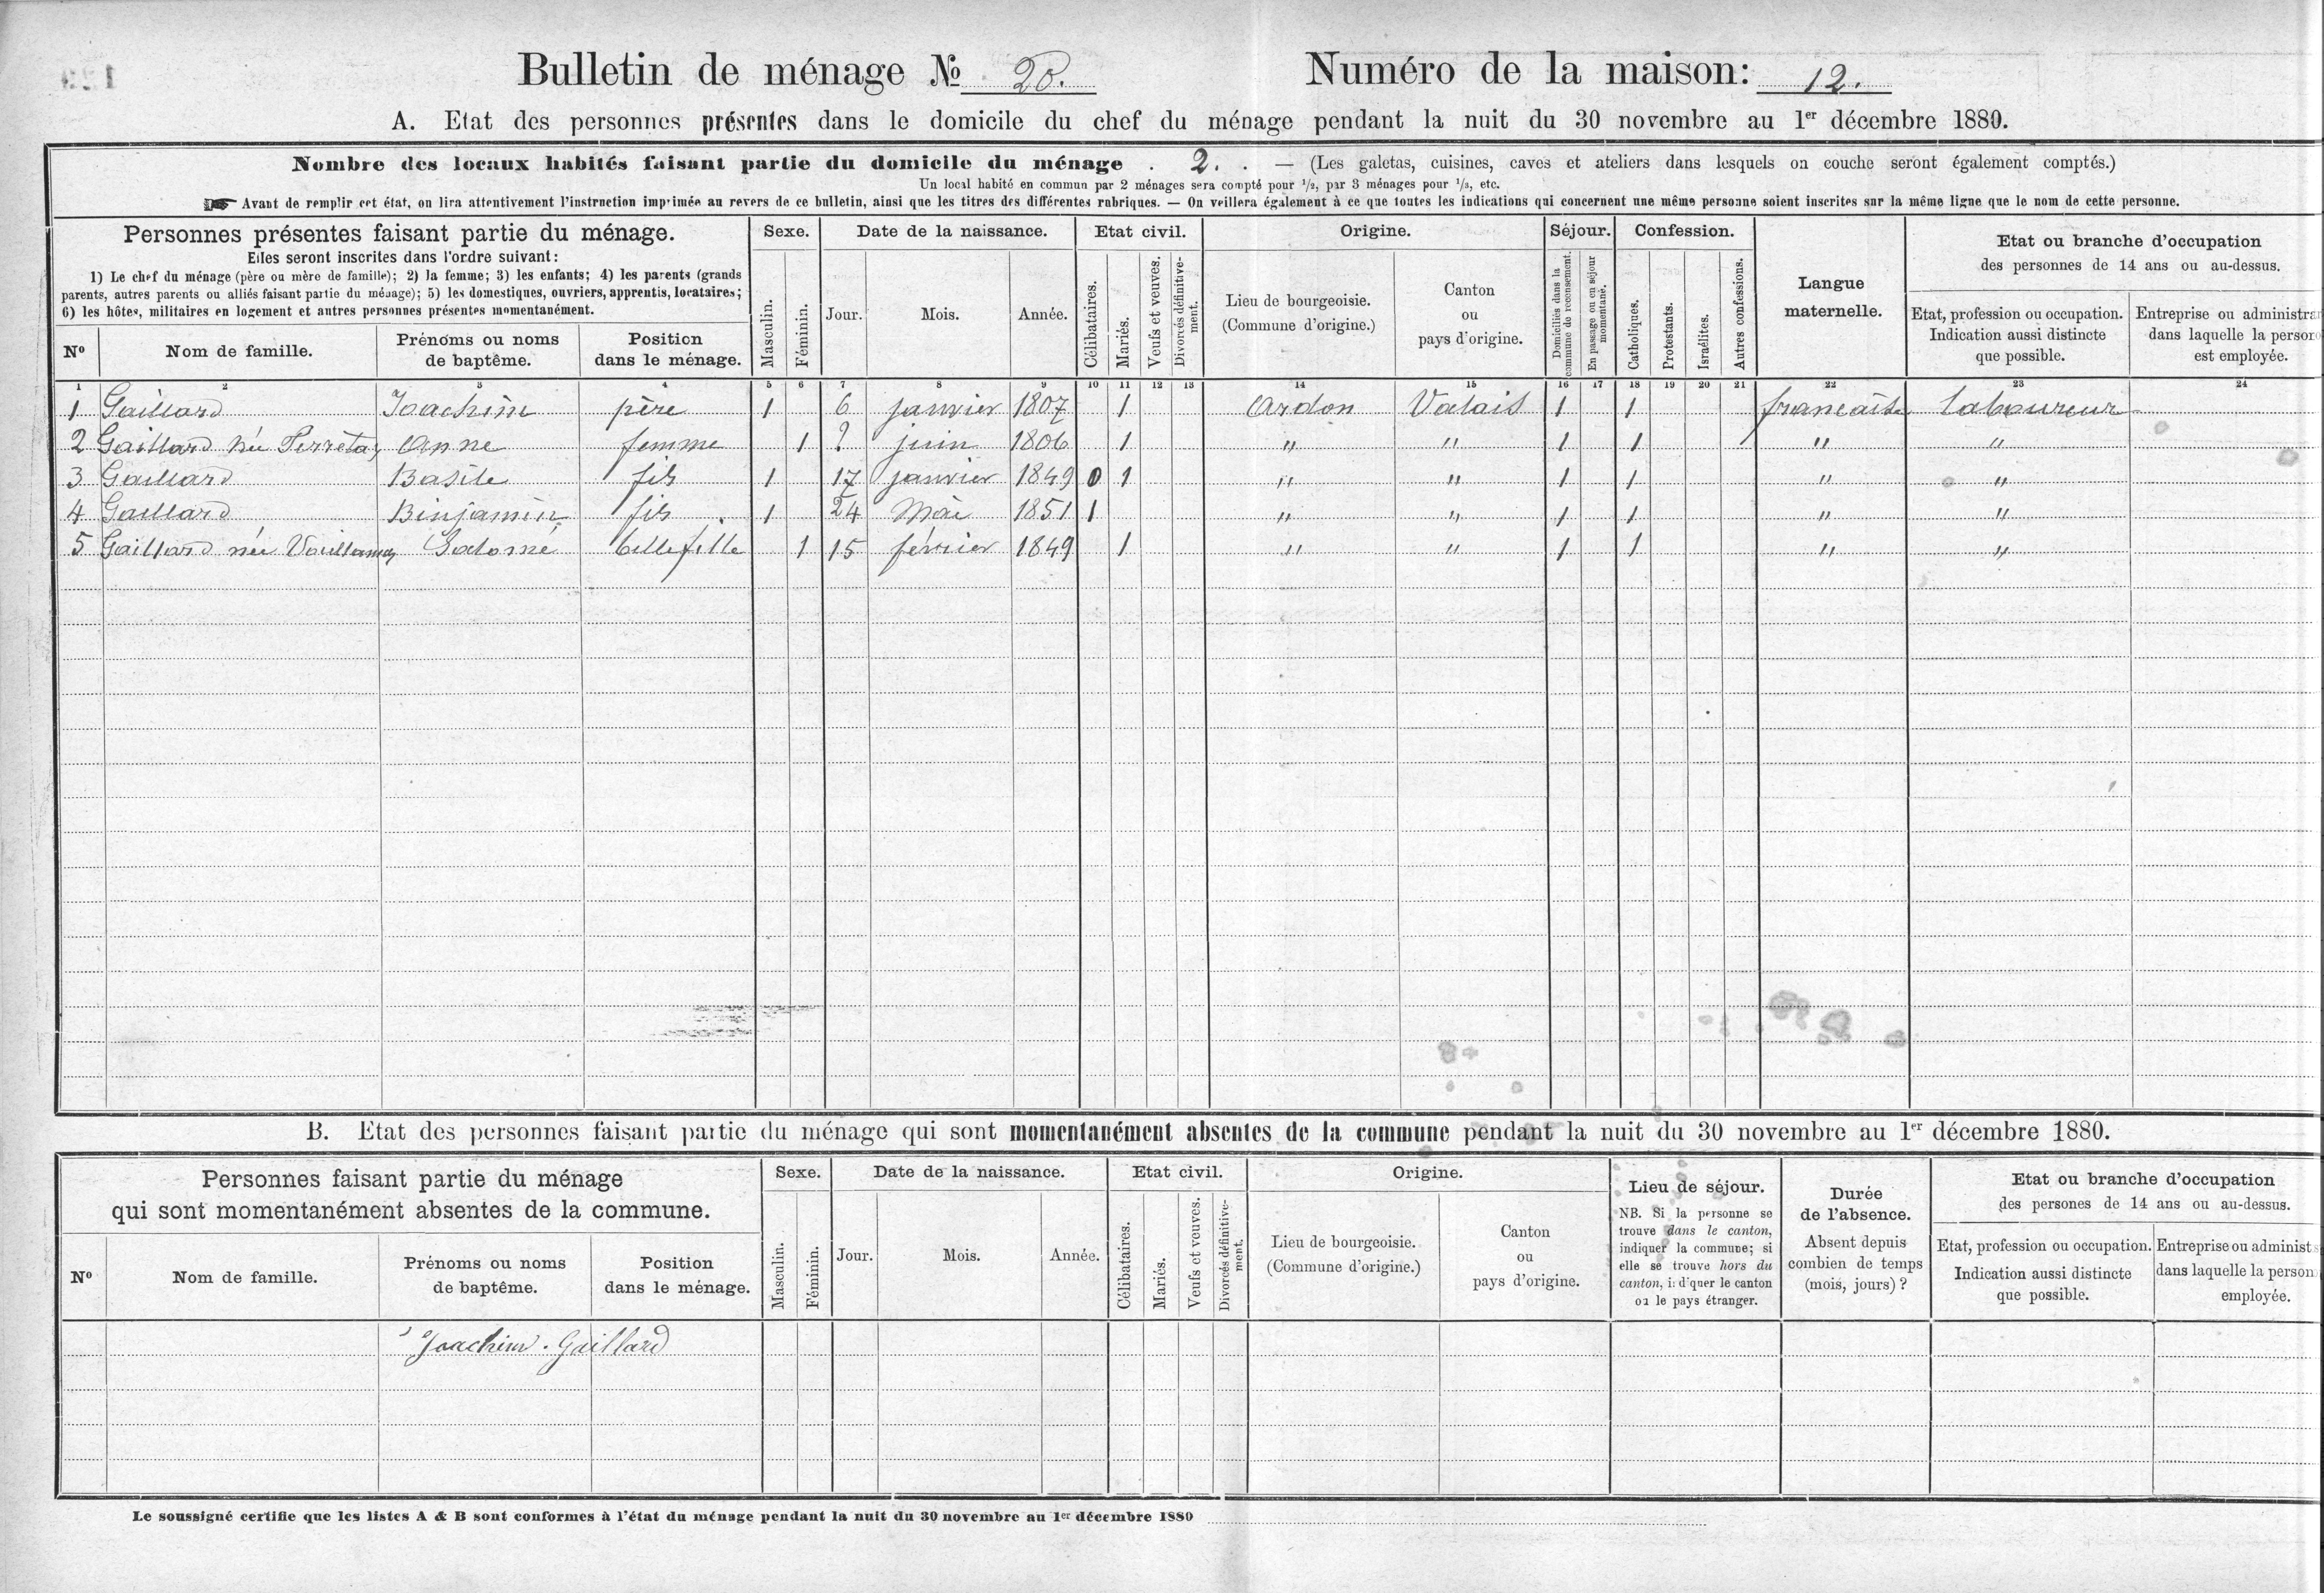 Bulletin de ménage № 20. Numéro de la maison: 12.
A. Etat des personnes présentes dans le domicile du chef du ménage pendant la nuit du 30 novembre au 1er décembre 1880.
Nombre des locaux habités faisant partie du domicile du ménage . 2. . — (Les galetas, cuisines, caves et ateliers dans lesquels on couche seront également comptés.)
Un local habité en commun par 2 ménages sera compté pour 1/2, par 3 ménages pour 1/3, etc.
☛ Avant de remplir cet état, on lira attentivement l'instruction imprimée au revers de ce bulletin, ainsi que les titres des différentes rubriques. — On veillera également à ce que toutes les indications qui concernent une même personne soient inscrites sur la même ligne que le nom de cette personne.
Personnes présentes faisant partie du ménage.
Elles seront inscrites dans l'ordre suivant:
1) Le chef du ménage (père ou mère de famille); 2) la femme; 3) les enfants; 4) les parents (grands
parents, autres parents ou alliés faisant partie du ménage); 5) les domestiques, ouvriers, apprentis, locataires;
6) les hôtes, militaires en logement et autres personnes présentes momentanément.
Nº
Nom de famille.
Prénoms ou noms
de baptême.
Position
dans le ménage.
Sexe.
Masculin.
Féminin.
Date de la naissance.
Jour.
Mois.
Année.
Etat civil.
Célibataires.
Mariés.
Veufs et veuves.
Divorcés définitive-
ment.
Origine.
Lieu de bourgeoisie.
(Commune d'origine.)
Canton
ou
pays d'origine.
Séjour.
Domiciliés dans la
commune de recensement.
En passage ou en séjour
momentané.
Confession.
Catholiques.
Protestants.
Israélites.
Autres confessions.
Langue
maternelle.
Etat ou branche d'occupation
des personnes de 14 ans ou au-dessus.
Etat, profession ou occupation.
Indication aussi distincte
que possible.
Entreprise ou administra
dans laquelle la person
est employée.
1 2 3 4 5 6 7 8 9 10 11 12 13 14 15 16 17 18 19 20 21 22 23 24
1 Gaillard Joachim père 1 6 janvier 1807 1 Ardon Valais 1 1 francaise laboureur
2 Gaillard née Anne femme 1 ? juin 1806 1 " " 1 1 " "
3 Gaillard Basile fils 1 17 janvier 1849 0 1 " " 1 1 " "
4 Gaillard Binjamin fils 1 24 Mai 1851 1 " " 1 1 " "
5 Gaillard née Salomé belle fille 1 15 février 1849 1 " " 1 1 " "
B. Etat des personnes faisant partie du ménage qui sont momentanément absentes de la commune pendant la nuit du 30 novembre au 1er décembre 1880.
Personnes faisant partie du ménage
qui sont momentanément absentes de la commune.
Nº
Nom de famille.
Prénoms ou noms
de baptême.
Position
dans le ménage.
Sexe.
Masculin.
Féminin.
Date de la naissance.
Jour.
Mois.
Année.
Etat civil.
Célibataires.
Mariés.
Veufs et veuves.
Divorcés définitive-
ment.
Origine.
Lieu de bourgeoisie.
(Commune d'origine.)
Canton
ou
pays d'origine.
Lieu de séjour.
NB. Si la personne se
trouve dans le canton,
indiquer la commune; si
elle se trouve hors du
canton, indiquer le canton
ou le pays étranger.
Durée
de l'absence.
Absent depuis
combien de temps
(mois, jours) ?
Etat ou branche d'occupation
des persones de 14 ans ou au-dessus.
Etat, profession ou occupation.
Indication aussi distincte
que possible.
Entreprise ou administ
dans laquelle la person
employée.
Joachim. Gaillard
Le soussigné certifie que les listes A & B sont conformes à l'état du ménage pendant la nuit du 30 novembre au 1er décembre 1880